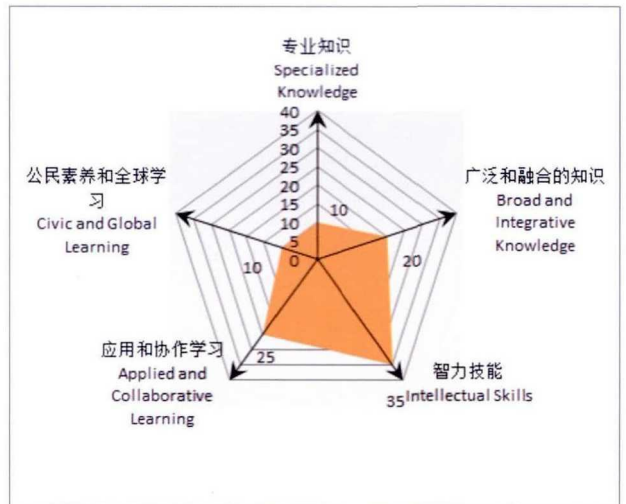 专业知识
Specialized
Knowledge
40
35
30
25
20
15
10
5
0
10
广泛和融合的知识
Broad and
Integrative
Knowledge
20
公民素养和全球学
习
Civic and Global
Learning
10
应用和协作学习
Applied and
Collaborative
Learning
25
智力技能
Intellectual Skills
35